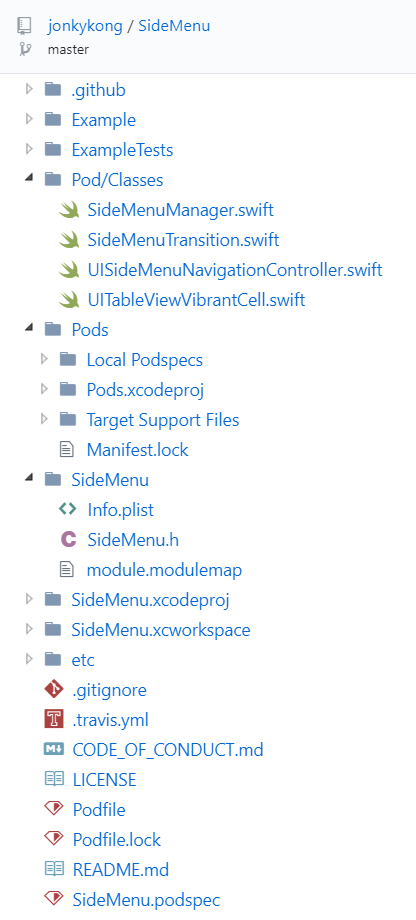 jonkykong / SideMenu
master
.github
Example
ExampleTests
Pod/Classes
SideMenuManager.swift
SideMenuTransition.swift
UISideMenuNavigationController.swift
UITableViewVibrantCell.swift
Pods
Local Podspecs
Pods.xcodeproj
Target Support Files
Manifest.lock
SideMenu
Info.plist
SideMenu.h
module.modulemap
SideMenu.xcodeproj
SideMenu.xcworkspace
etc
.gitignore
.travis.yml
CODE_OF_CONDUCT.md
LICENSE
Podfile
Podfile.lock
README.md
SideMenu.podspec